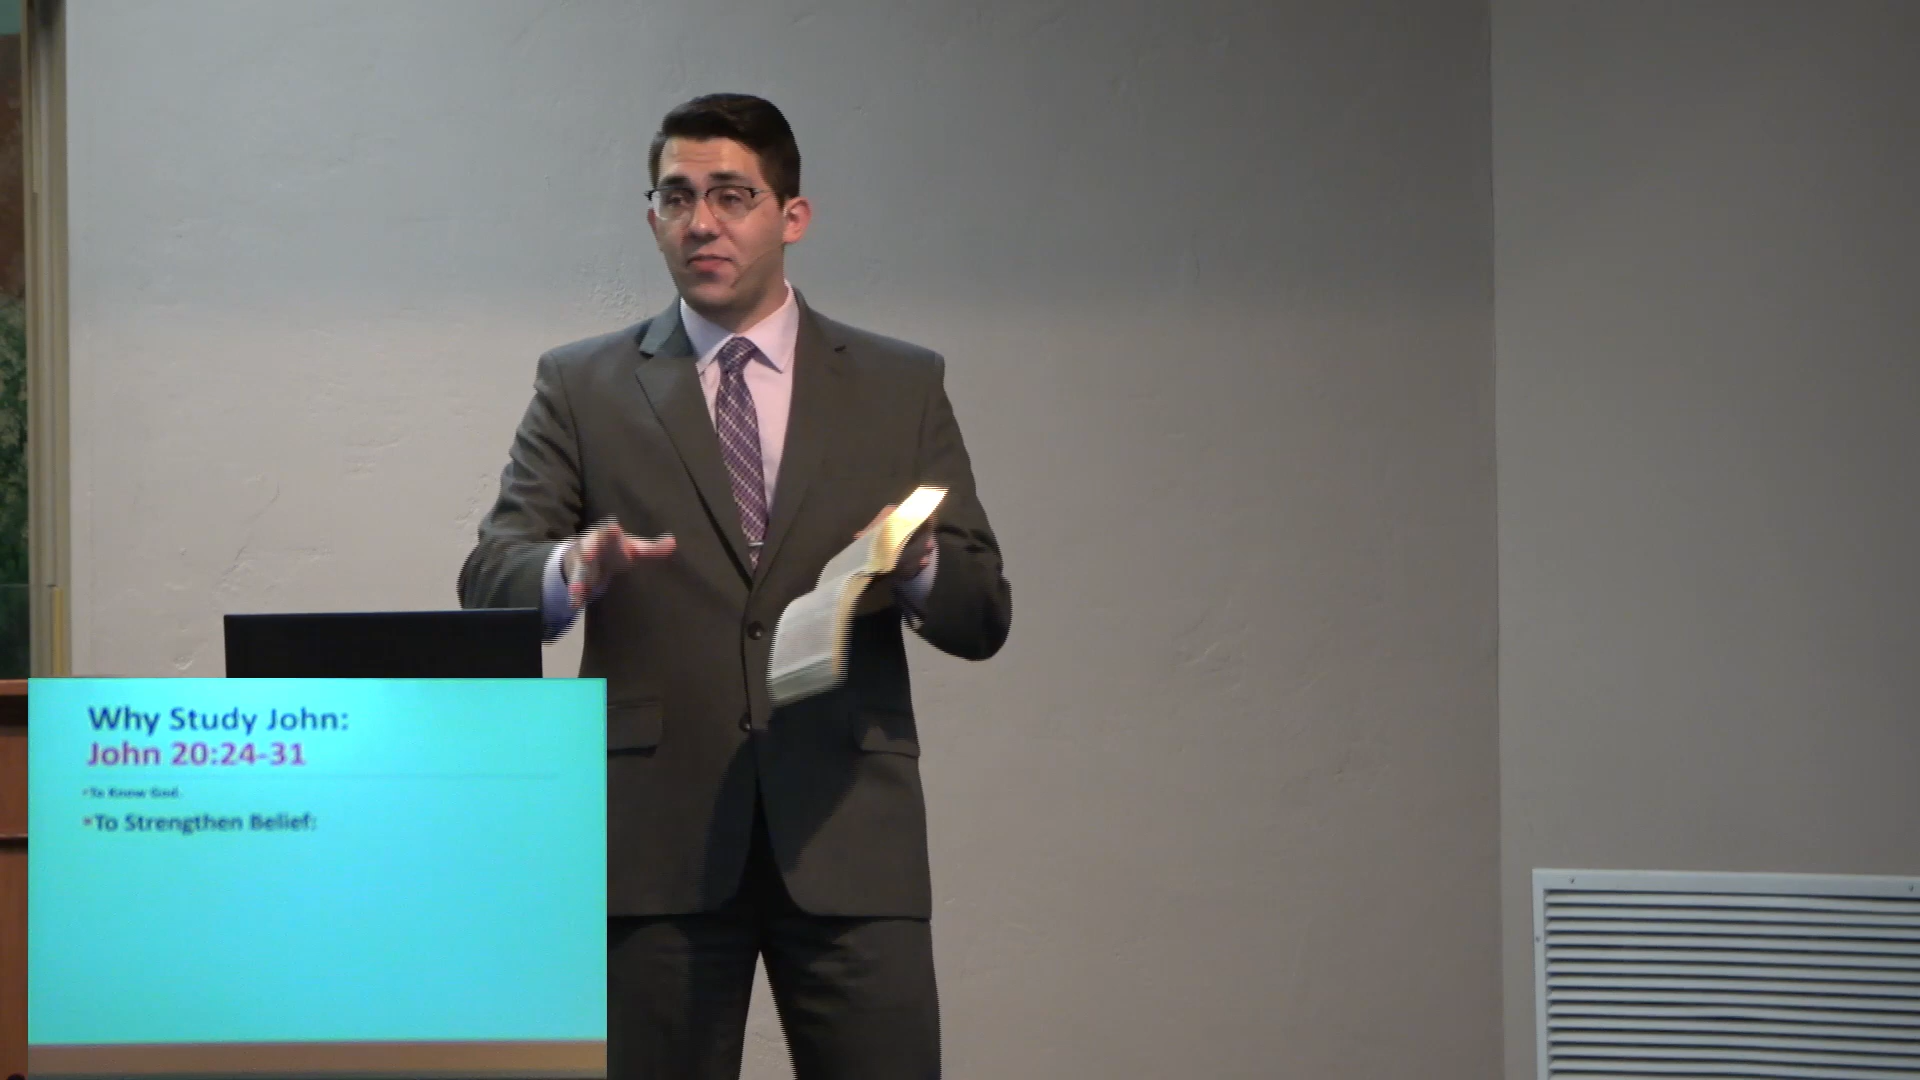 Why Study John:
John 20:24-31
▪To Know God.
▪To Strengthen Belief: